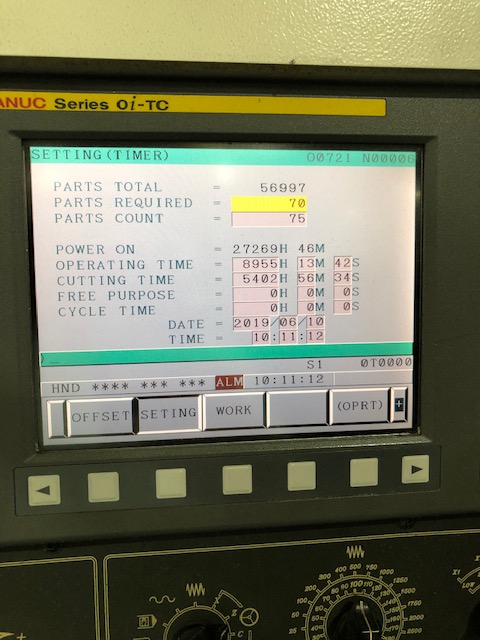 ANUC Series 0i-TC
SETTING(TIMER) O0721 N00006
PARTS TOTAL = 56997
PARTS REQUIRED = 70
PARTS COUNT = 75
POWER ON = 27269H 46M
OPERATING TIME = 8955H 13M 42S
CUTTING TIME = 5402H 56M 34S
FREE PURPOSE = 0H 0M 0S
CYCLE TIME = 0H 0M 0S
DATE = 2019/06/10
TIME = 10:11:12
S1 0T0000
HND **** *** *** ALM 10:11:12
OFFSET SETING WORK (OPRT) +